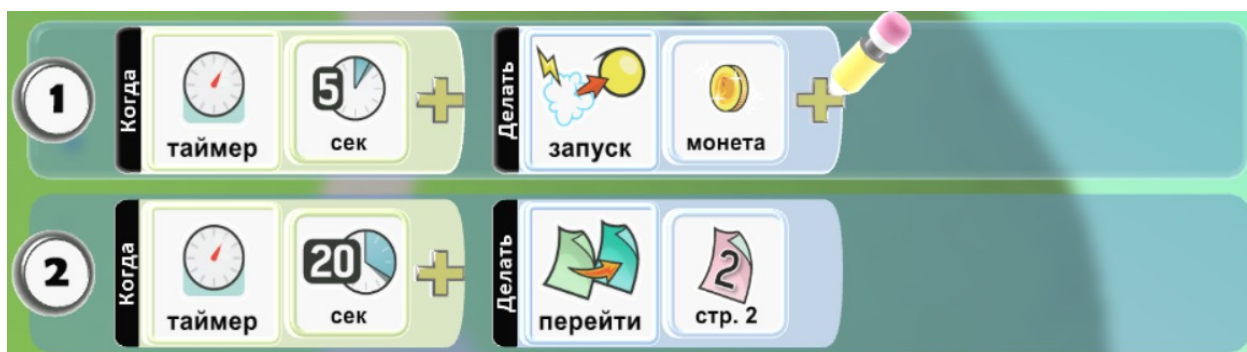 1 Когда таймер 5 сек Делать запуск монета
2 Когда таймер 20 сек Делать перейти 2 стр. 2